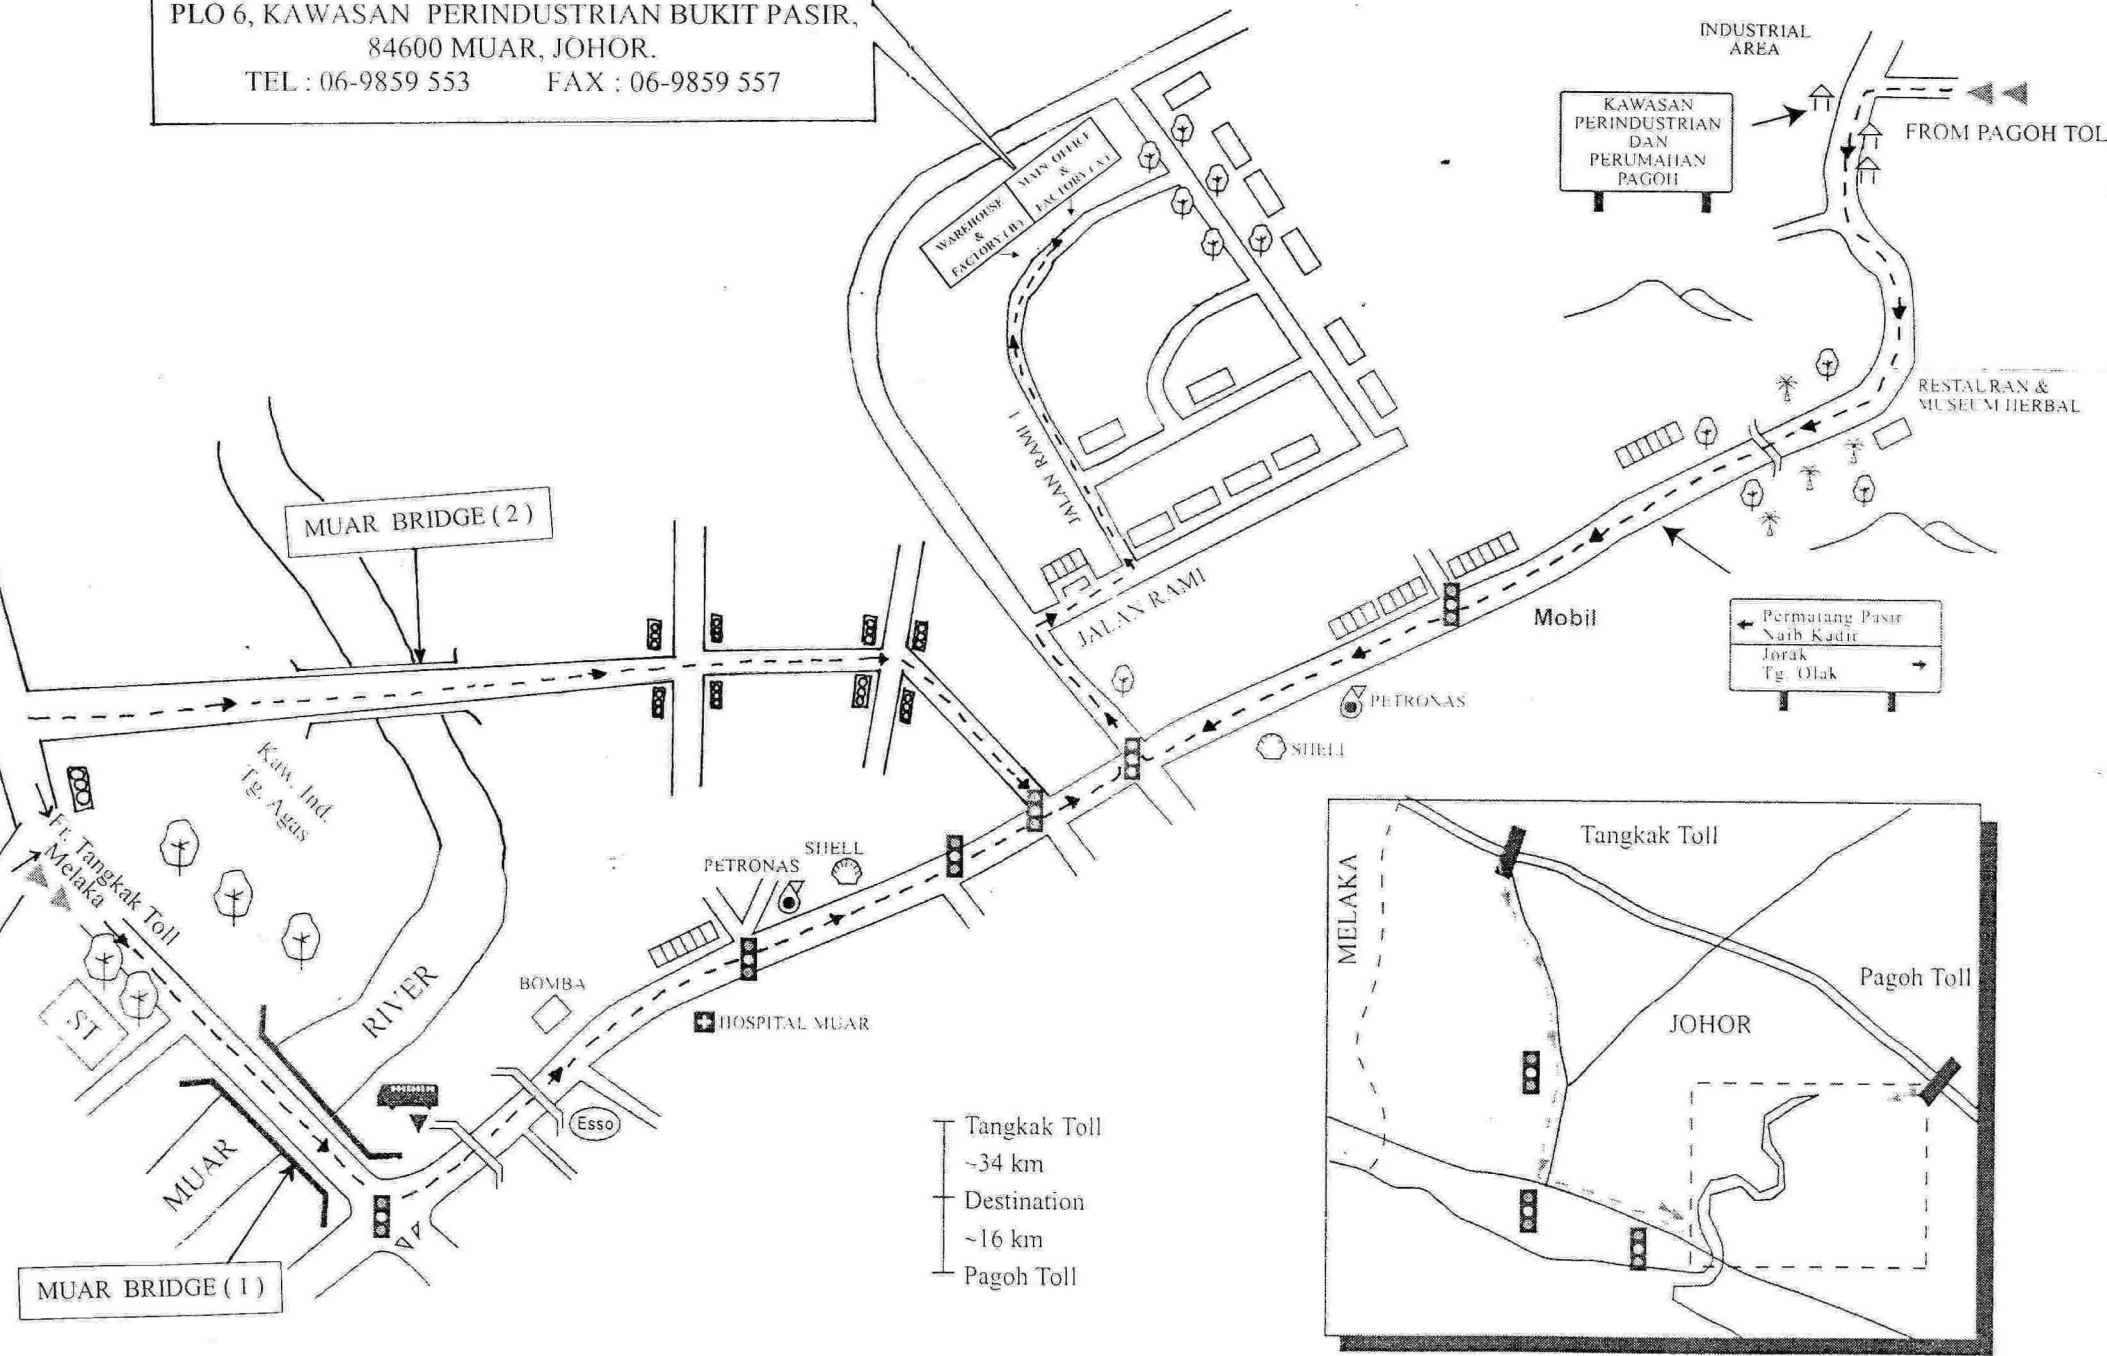 PLO 6, KAWASAN PERINDUSTRIAN BUKIT PASIR,
84600 MUAR, JOHOR.
TEL : 06-9859 553 FAX : 06-9859 557
INDUSTRIAL
AREA
KAWASAN
PERINDUSTRIAN
DAN
PERUMAHAN
PAGOH
FROM PAGOH TOL
MAIN OFFICE
&
FACTORY (A)
WAREHOUSE
&
FACTORY (B)
RESTAURAN &
MUSEUM HERBAL
JALAN RAMI 1
MUAR BRIDGE ( 2 )
JALAN RAMI
Mobil
Permatang Pasir
Naib Kadir
Jorak
Tg. Olak
PETRONAS
SHELL
Kaw. Ind.
Tg. Agas
Fr. Tangkak Toll
Melaka
PETRONAS
SHELL
ST
RIVER
BOMBA
HOSPITAL MUAR
Esso
MUAR
MUAR BRIDGE ( 1 )
Tangkak Toll
~34 km
Destination
~16 km
Pagoh Toll
Tangkak Toll
MELAKA
Pagoh Toll
JOHOR